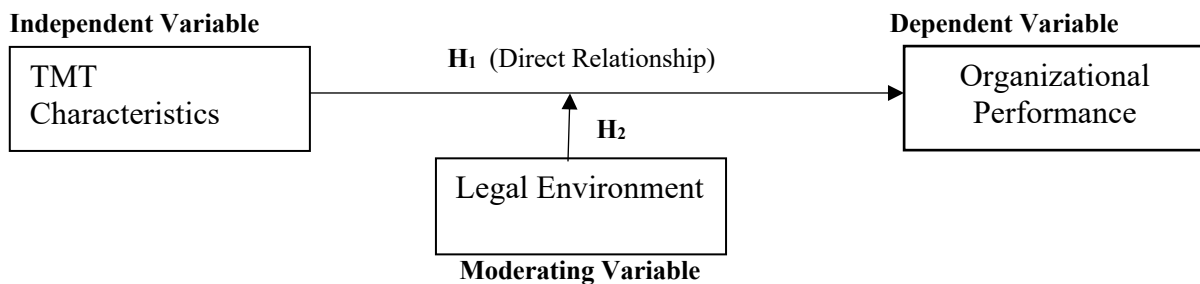 Independent Variable
Dependent Variable
H₁ (Direct Relationship)
TMT
Characteristics
Organizational
Performance
H₂
Legal Environment
Moderating Variable